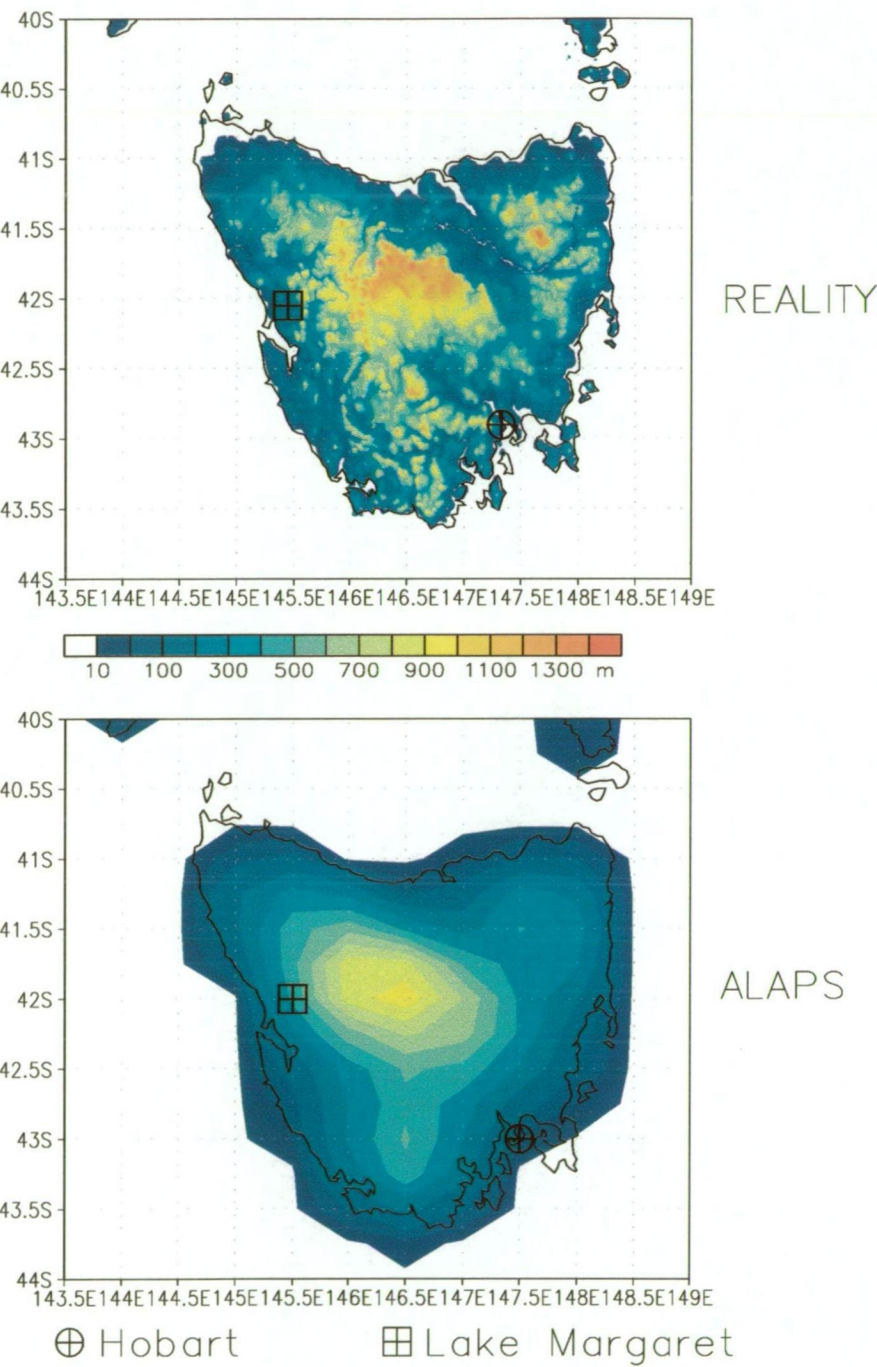 40S
40.5S
41S
41.5S
42S
42.5S
43S
43.5S
44S
143.5E144E144.5E145E145.5E146E146.5E147E147.5E148E148.5E149E
REALITY
10 100 300 500 700 900 1100 1300 m
40S
40.5S
41S
41.5S
42S
42.5S
43S
43.5S
44S
143.5E144E144.5E145E145.5E146E146.5E147E147.5E148E148.5E149E
ALAPS
Hobart Lake Margaret